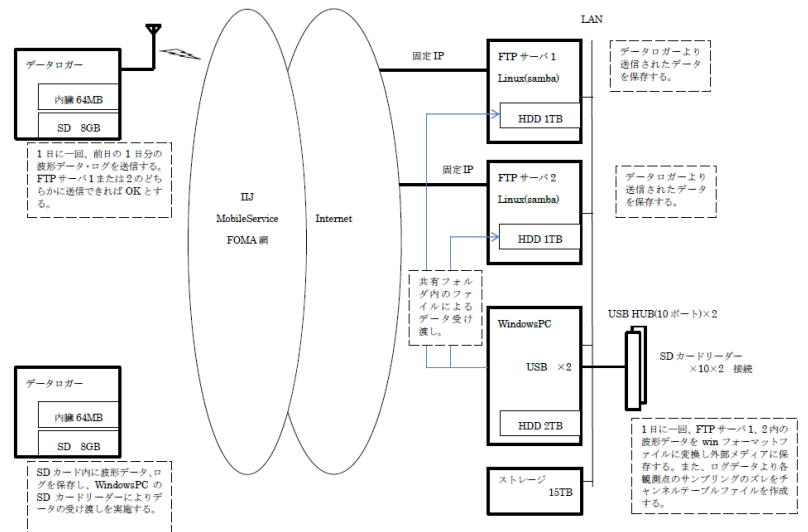 LAN
データロガー
内臓 64MB
SD 8GB
1日に一回、前日の1日分の
波形データ・ログを送信する。
FTPサーバ1または2のどち
らかに送信できればOKとす
る。
IIJ
MobileService
FOMA 網
Internet
固定 IP
FTP サーバ 1
Linux(samba)
HDD 1TB
データロガーより
送信されたデータ
を保存する。
固定 IP
FTP サーバ 2
Linux(samba)
HDD 1TB
データロガーより
送信されたデータ
を保存する。
共有フォル
ダ内のファ
イルによる
データ受け
渡し。
WindowsPC
USB ×2
HDD 2TB
USB HUB(10 ポート)×2
SD カードリーダー
×10×2 接続
1日に一回、FTP サーバ 1、2 内の
波形データを win フォーマットフ
ァイルに変換し外部メディアに保
存する。また、ログデータより各
観測点のサンプリングのズレをチ
ャンネルテーブルファイルを作成
する。
ストレージ
15TB
データロガー
内臓 64MB
SD 8GB
SD カード内に波形データ、ロ
グを保存し、WindowsPC の
SD カードリーダーによりデ
ータの受け渡しを実施する。